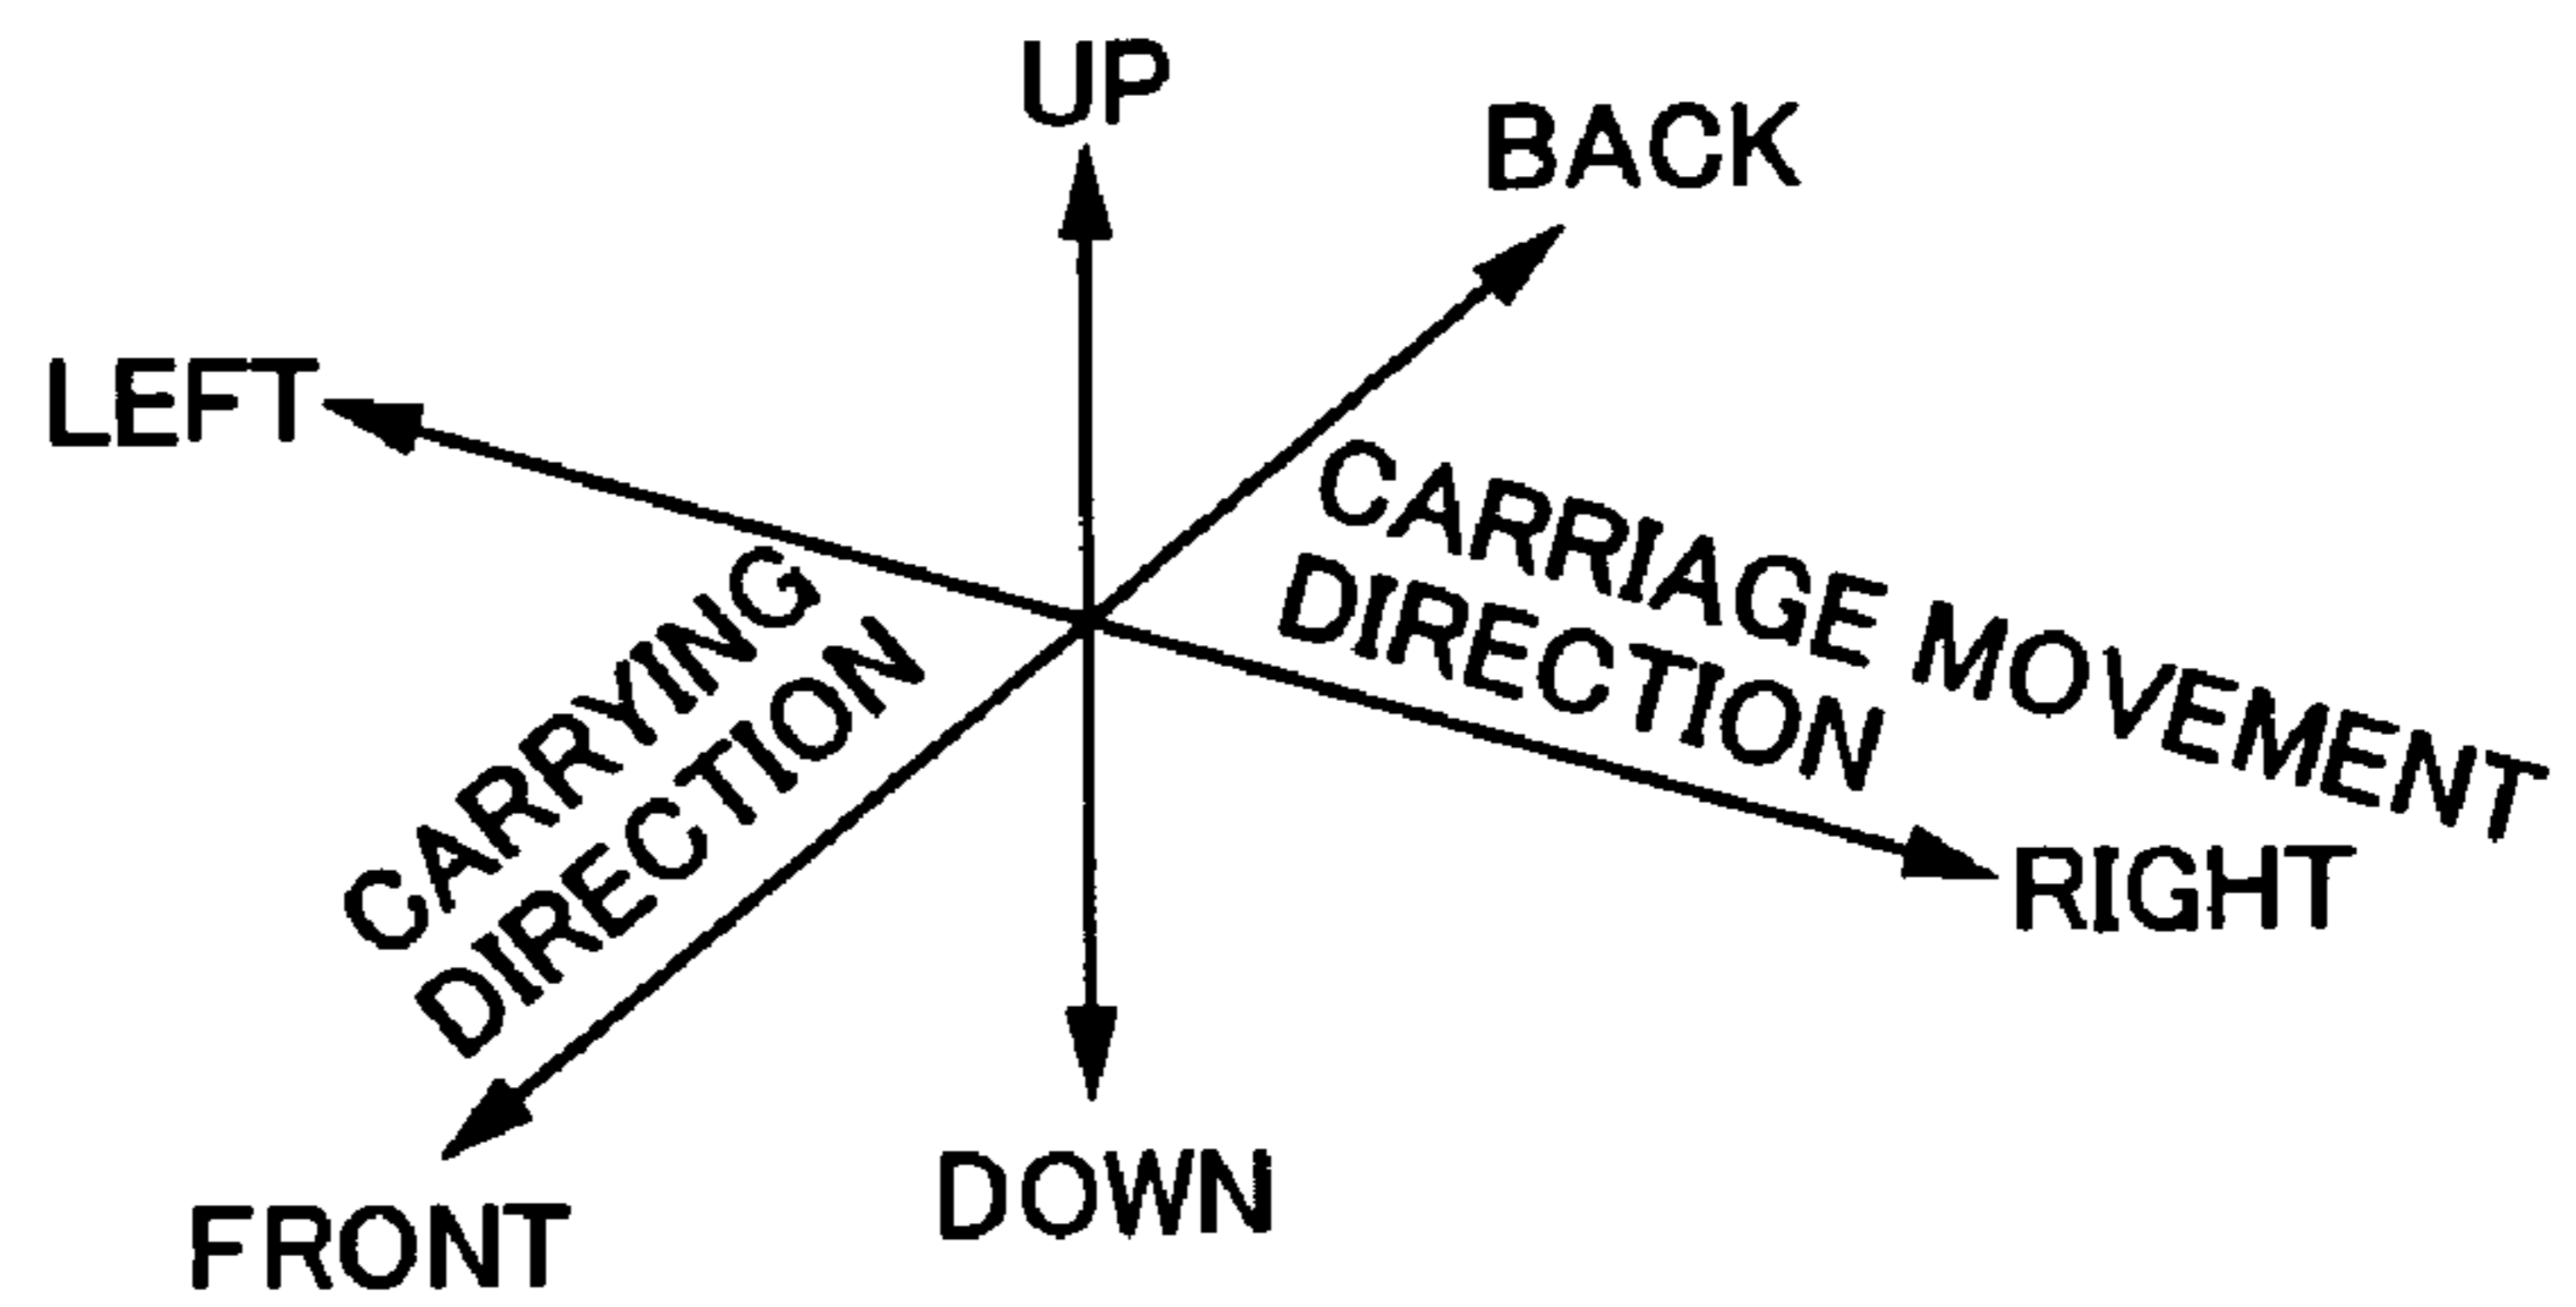 UP
BACK
LEFT
CARRIAGE MOVEMENT
DIRECTION
CARRYING
DIRECTION
RIGHT
DOWN
FRONT